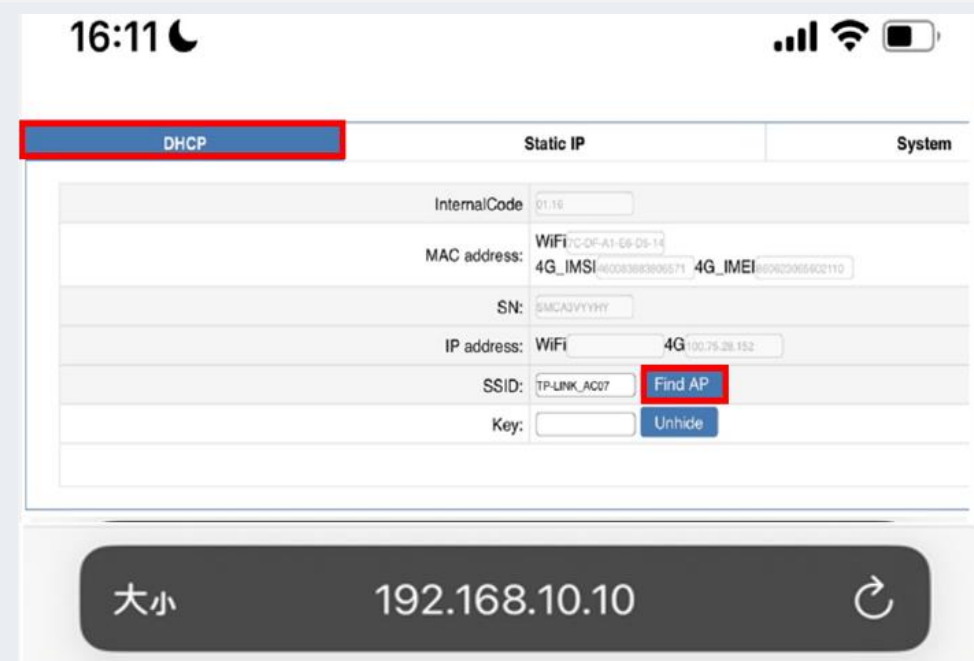 16:11
DHCP Static IP System
InternalCode 01.16
MAC address: WiFi 7C-DF-A1-E6-D5-14
4G_IMSI 4G_IMEI
SN:
IP address: WiFi 4G 100.75.28.152
SSID: TP-LINK_AC07 Find AP
Key: Unhide
大小 192.168.10.10